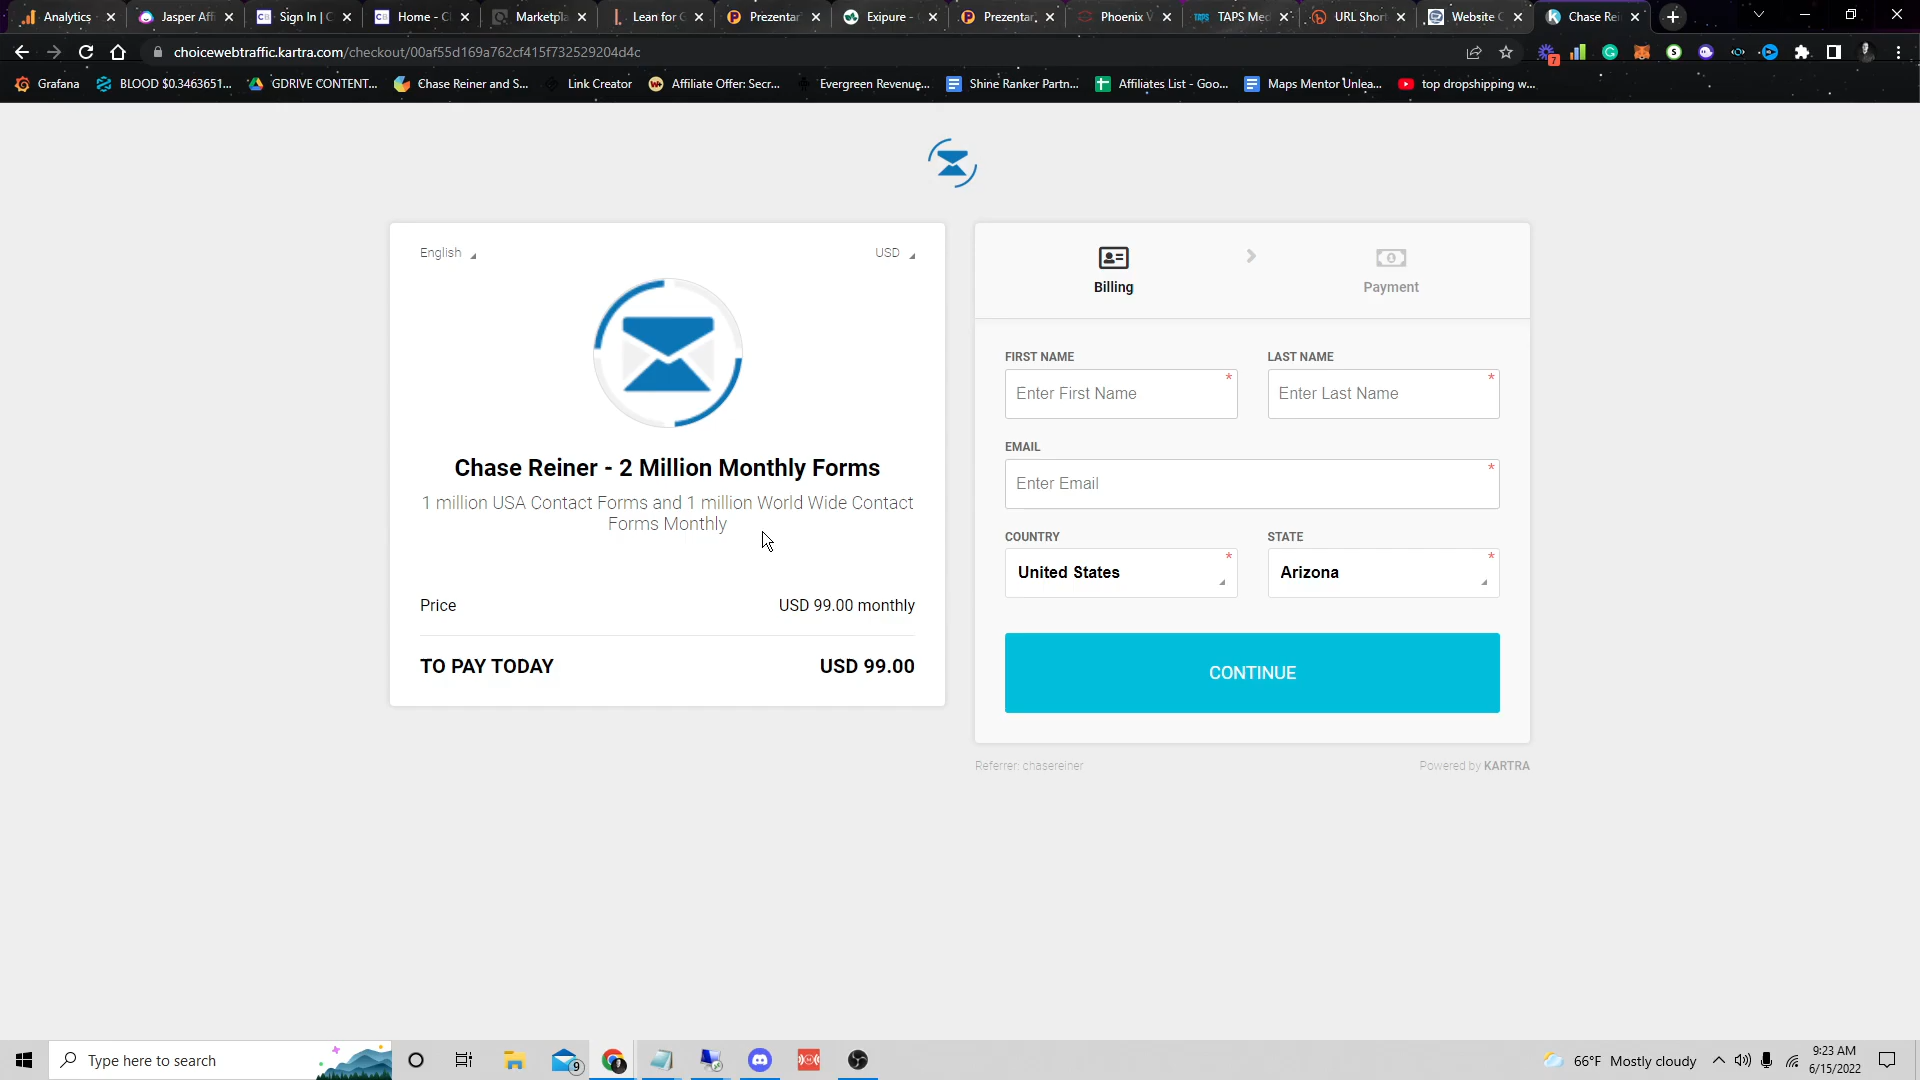 Analytics
Jasper Aff
Sign In | C
Home - Cl
Marketpla
Lean for G
Prezentar
Exipure -
Prezentar
Phoenix V
TAPS Med
URL Short
Website C
Chase Rei
choicewebtraffic.kartra.com/checkout/00af55d169a762cf415f732529204d4c
7
Grafana
BLOOD $0.3463651...
GDRIVE CONTENT...
Chase Reiner and S...
Link Creator
Affiliate Offer: Secr...
Evergreen Revenue...
Shine Ranker Partn...
Affiliates List - Goo...
Maps Mentor Unlea...
top dropshipping w...
English
USD
Chase Reiner - 2 Million Monthly Forms
1 million USA Contact Forms and 1 million World Wide Contact
Forms Monthly
Price
USD 99.00 monthly
TO PAY TODAY
USD 99.00
Billing
Payment
FIRST NAME
LAST NAME
Enter First Name *
Enter Last Name *
EMAIL
Enter Email *
COUNTRY
STATE
United States *
Arizona *
CONTINUE
Referrer: chasereiner
Powered by KARTRA
Type here to search
9
66°F Mostly cloudy
9:23 AM
6/15/2022